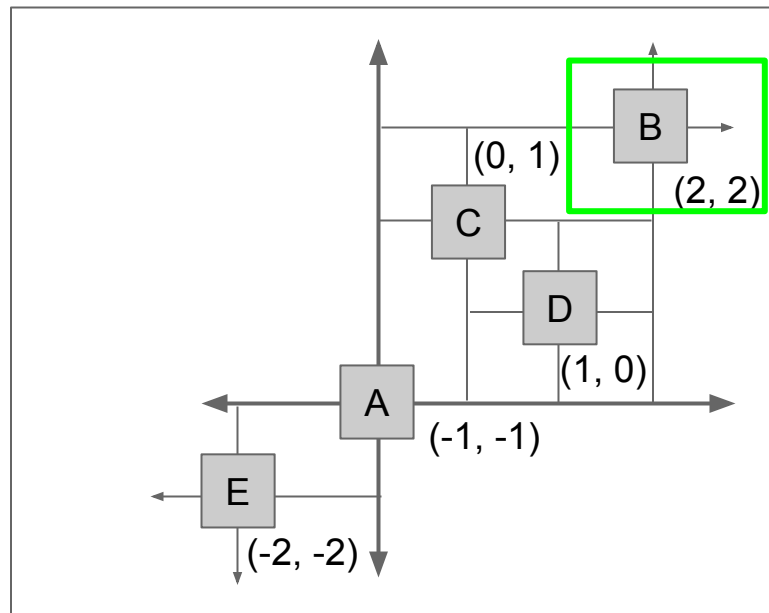 B
(0, 1)
(2, 2)
C
D
(1, 0)
A
(-1, -1)
E
(-2, -2)